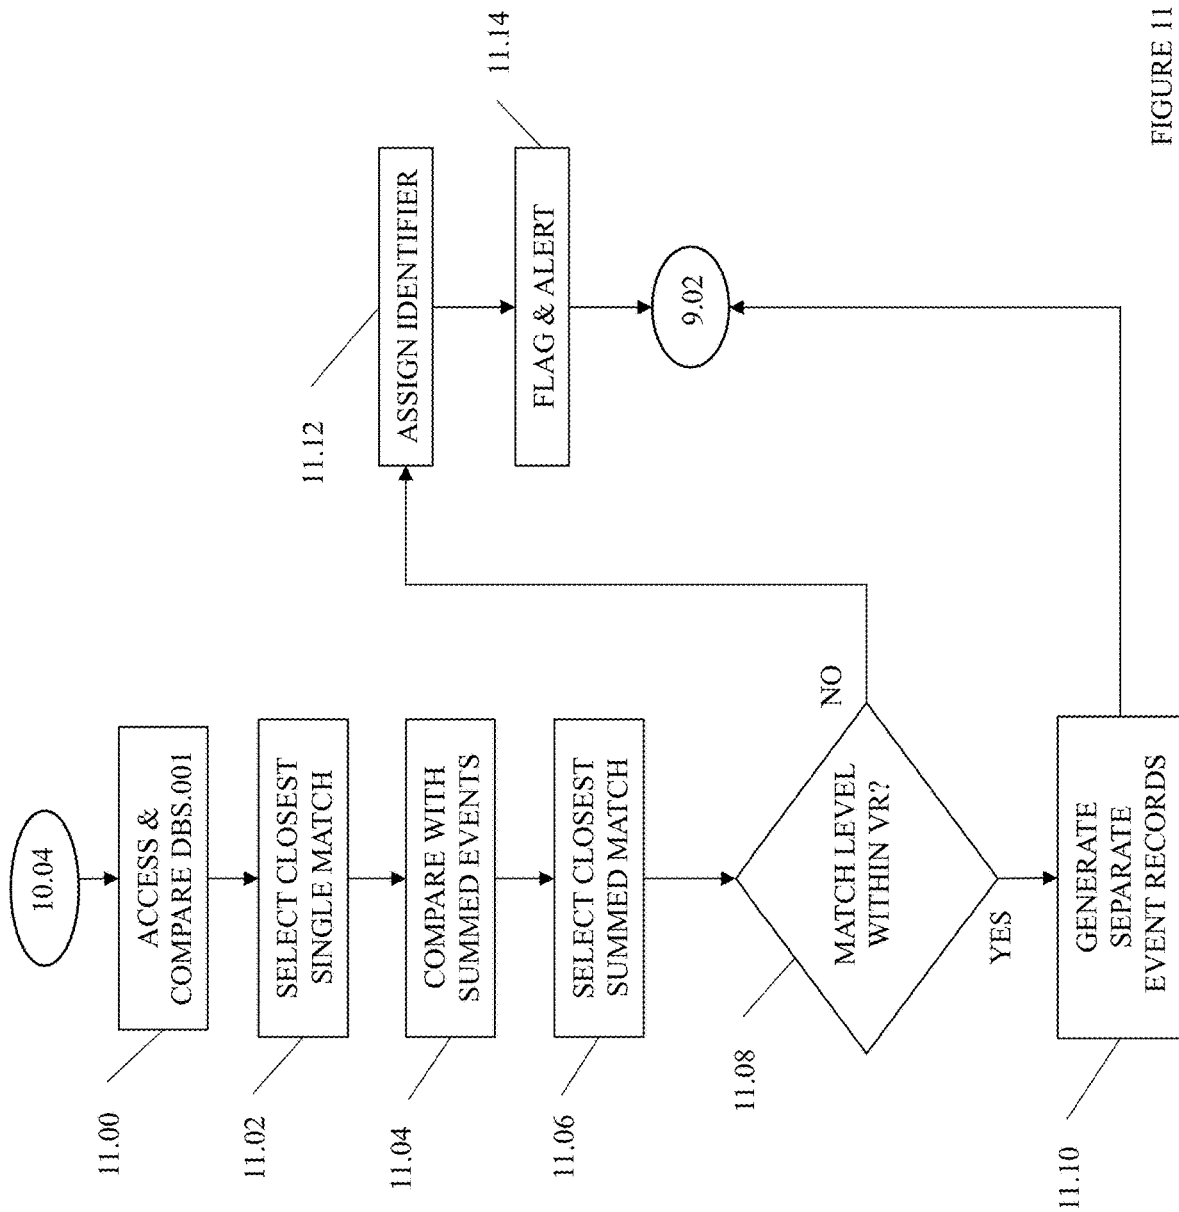 10.04
ACCESS &
COMPARE DBS.001
11.00
SELECT CLOSEST
SINGLE MATCH
11.02
COMPARE WITH
SUMMED EVENTS
11.04
SELECT CLOSEST
SUMMED MATCH
11.06
MATCH LEVEL
WITHIN VR?
11.08
NO
YES
GENERATE
SEPARATE
EVENT RECORDS
11.10
ASSIGN IDENTIFIER
11.12
FLAG & ALERT
11.14
9.02
FIGURE 11